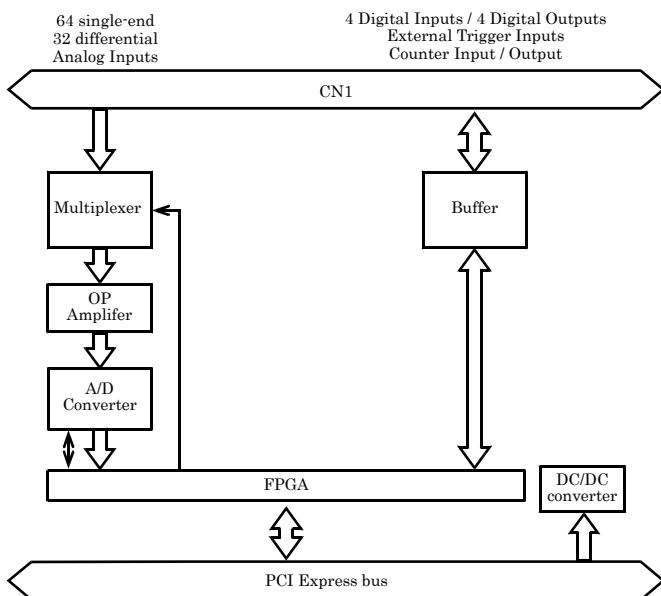 64 single-end
32 differential
Analog Inputs
4 Digital Inputs / 4 Digital Outputs
External Trigger Inputs
Counter Input / Output
CN1
Multiplexer
Buffer
OP
Amplifer
A/D
Converter
FPGA
DC/DC
converter
PCI Express bus